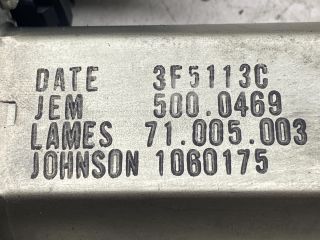 DATE 3F5113C
JEM 500.0469
LAMES 71.005.003
JOHNSON 1060175